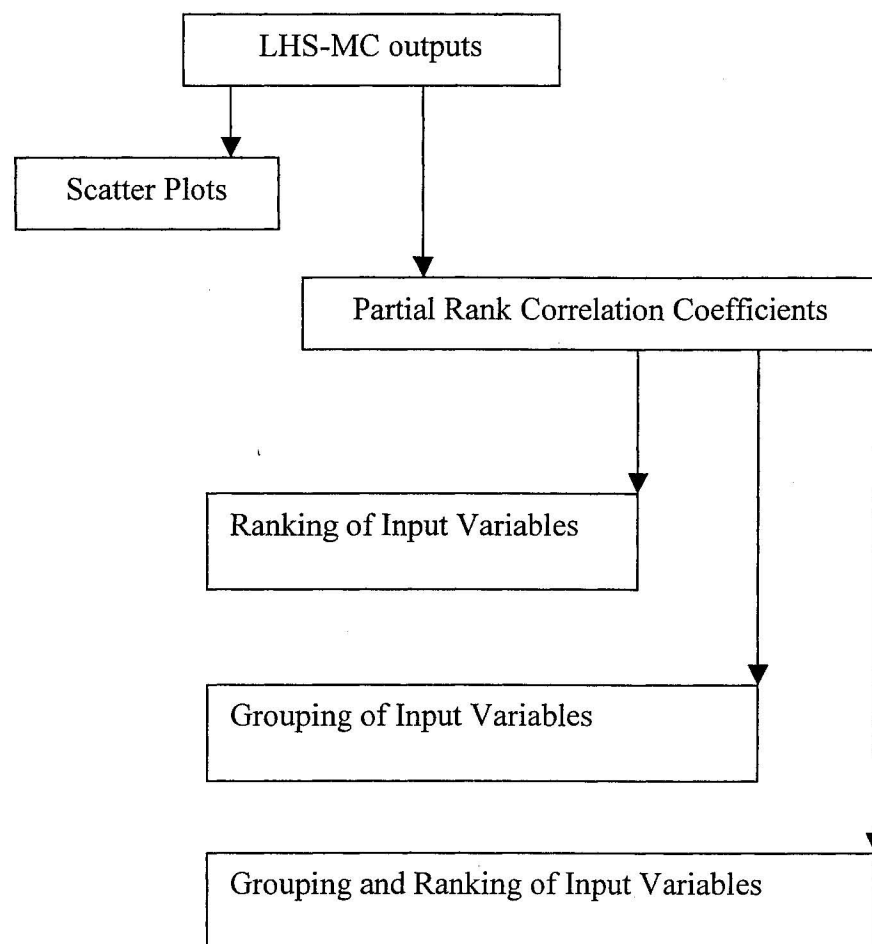 LHS-MC outputs
Scatter Plots
Partial Rank Correlation Coefficients
Ranking of Input Variables
Grouping of Input Variables
Grouping and Ranking of Input Variables